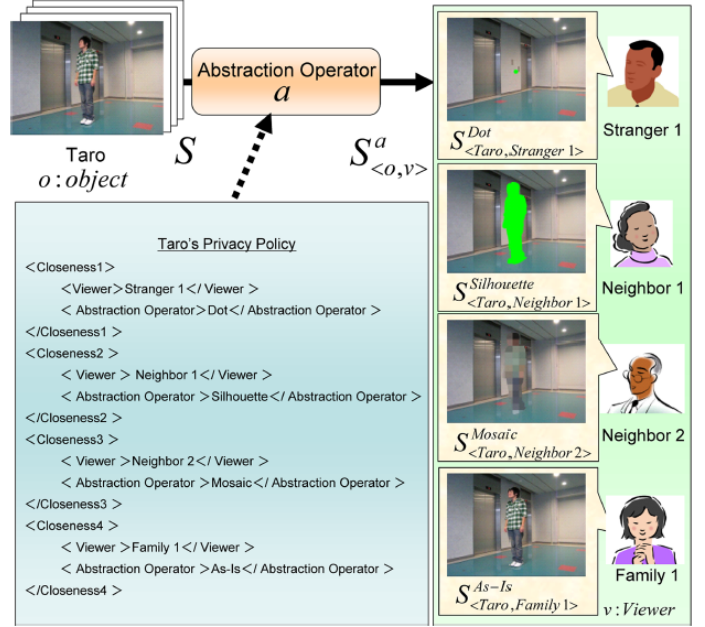 Abstraction Operator
a
Taro
o : object
S
S^a_<o,v>
Taro's Privacy Policy
<Closeness1>
<Viewer>Stranger 1</ Viewer >
< Abstraction Operator>Dot</ Abstraction Operator >
</Closeness1 >
<Closeness2 >
< Viewer > Neighbor 1</ Viewer >
< Abstraction Operator >Silhouette</ Abstraction Operator >
</Closeness2 >
<Closeness3 >
< Viewer >Neighbor 2</ Viewer >
< Abstraction Operator >Mosaic</ Abstraction Operator >
</Closeness3 >
<Closeness4 >
< Viewer >Family 1</ Viewer >
< Abstraction Operator >As-Is</ Abstraction Operator >
</Closeness4 >
S^Dot_<Taro,Stranger 1>
Stranger 1
S^Silhouette_<Taro,Neighbor 1>
Neighbor 1
S^Mosaic_<Taro,Neighbor 2>
Neighbor 2
S^As-Is_<Taro,Family 1>
Family 1
v : Viewer